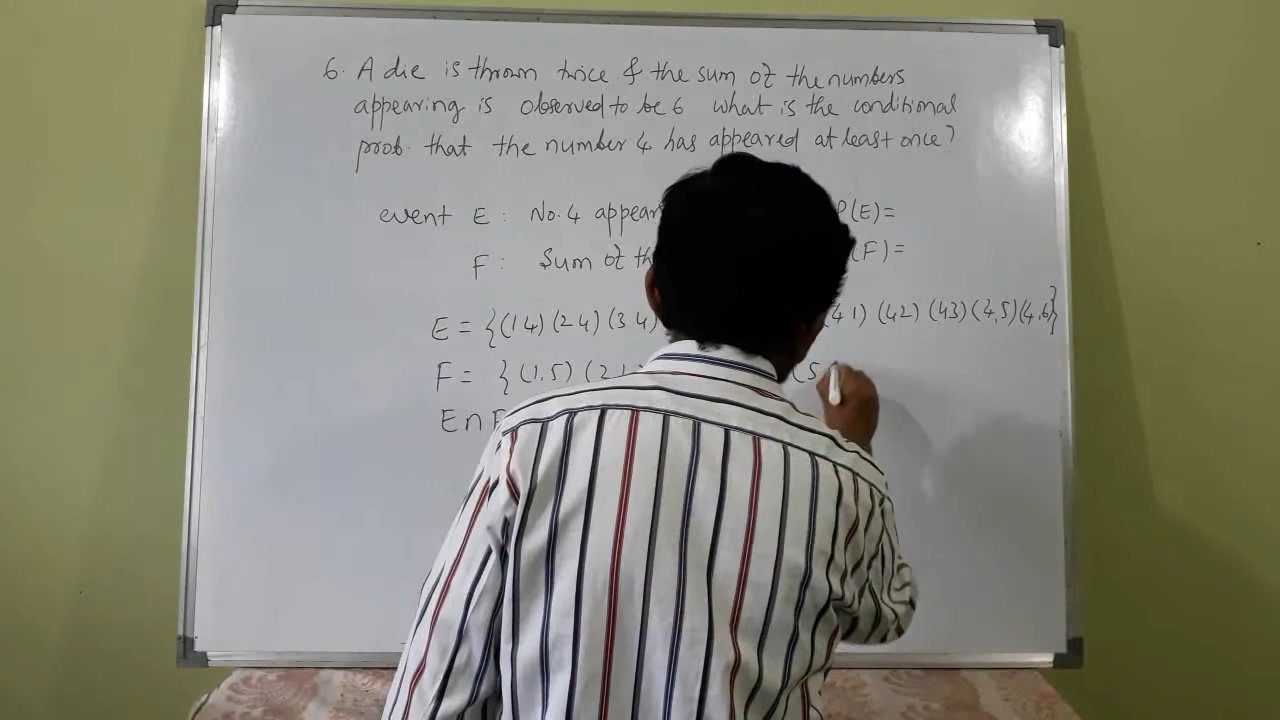 6. A die is thrown twice & the sum of the numbers
appearing is observed to be 6 what is the conditional
prob. that the number 4 has appeared at least once?
event E : No. 4 appear P(E)=
F : Sum of th (F)=
E = {(1 4) (2 4) (3 4) 4 1) (4 2) (4 3) (4,5) (4,6)}
F = { (1,5) (2 (5
E ∩ F